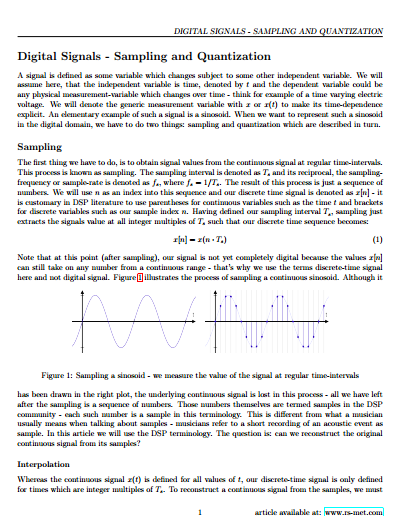 DIGITAL SIGNALS - SAMPLING AND QUANTIZATION
Digital Signals - Sampling and Quantization
A signal is defined as some variable which changes subject to some other independent variable. We will
assume here, that the independent variable is time, denoted by t and the dependent variable could be
any physical measurement-variable which changes over time - think for example of a time varying electric
voltage. We will denote the generic measurement variable with x or x(t) to make its time-dependence
explicit. An elementary example of such a signal is a sinusoid. When we want to represent such a sinusoid
in the digital domain, we have to do two things: sampling and quantization which are described in turn.
Sampling
The first thing we have to do, is to obtain signal values from the continuous signal at regular time-intervals.
This process is known as sampling. The sampling interval is denoted as Ts and its reciprocal, the sampling-
frequency or sample-rate is denoted as fs, where fs = 1/Ts. The result of this process is just a sequence of
numbers. We will use n as an index into this sequence and our discrete time signal is denoted as x[n] - it
is customary in DSP literature to use parentheses for continuous variables such as the time t and brackets
for discrete variables such as our sample index n. Having defined our sampling interval Ts, sampling just
extracts the signals value at all integer multiples of Ts such that our discrete time sequence becomes:
x[n] = x(n · Ts) (1)
Note that at this point (after sampling), our signal is not yet completely digital because the values x[n]
can still take on any number from a continuous range - that's why we use the terms discrete-time signal
here and not digital signal. Figure 1 illustrates the process of sampling a continuous sinusoid. Although it
t
t
Figure 1: Sampling a sinusoid - we measure the value of the signal at regular time-intervals
has been drawn in the right plot, the underlying continuous signal is lost in this process - all we have left
after the sampling is a sequence of numbers. Those numbers themselves are termed samples in the DSP
community - each such number is a sample in this terminology. This is different from what a musician
usually means when talking about samples - musicians refer to a short recording of an acoustic event as
sample. In this article we will use the DSP terminology. The question is: can we reconstruct the original
continuous signal from its samples?
Interpolation
Whereas the continuous signal x(t) is defined for all values of t, our discrete-time signal is only defined
for times which are integer multiples of Ts. To reconstruct a continuous signal from the samples, we must
1 article available at: www.rs-met.com